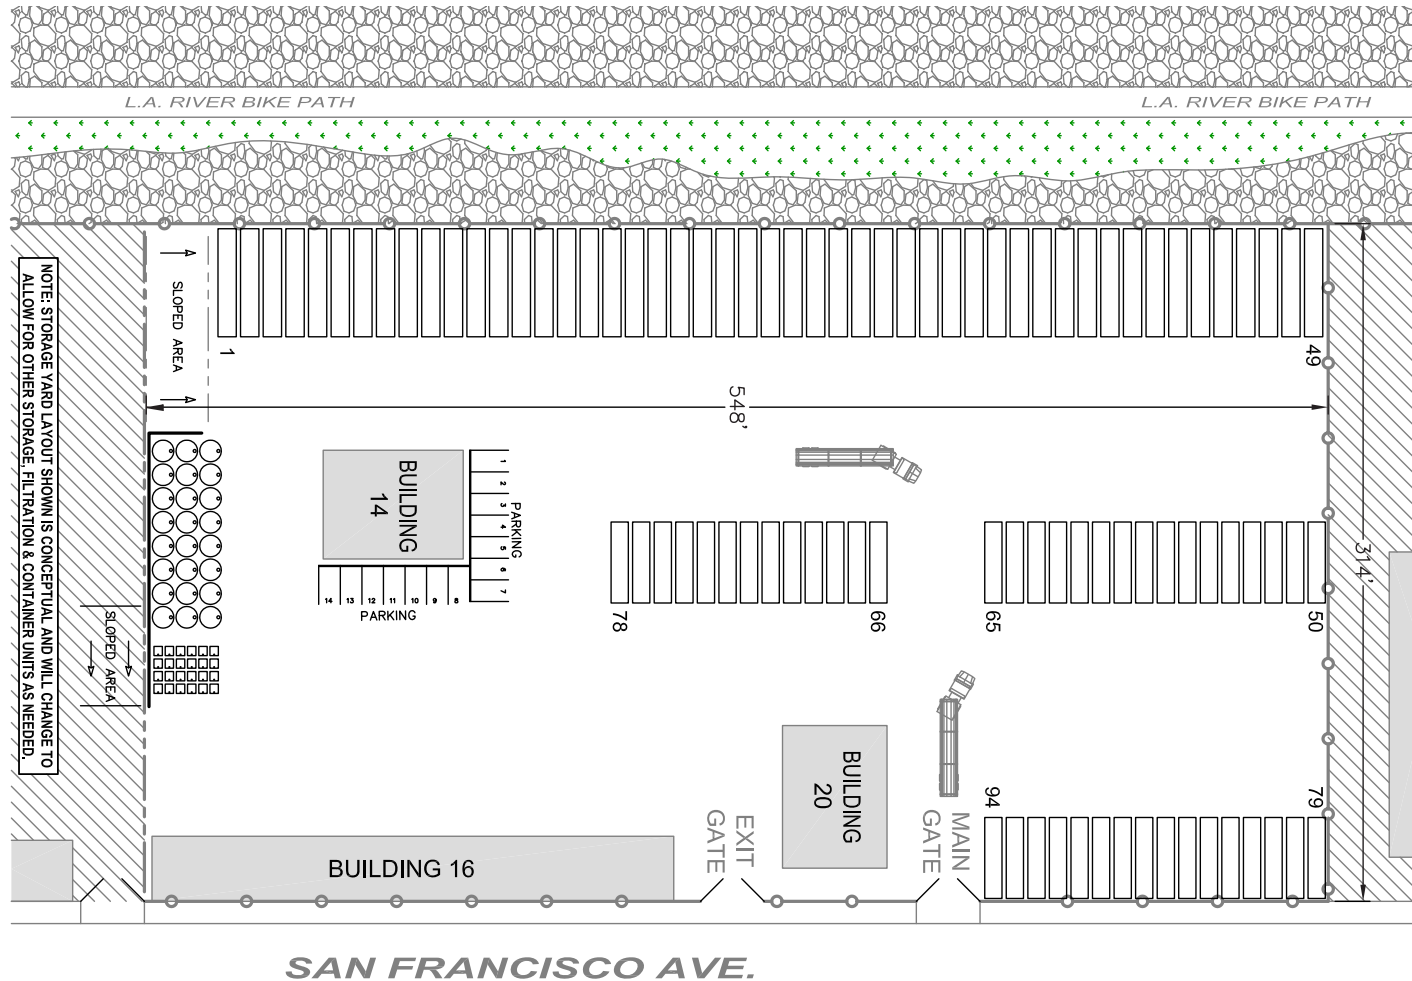 L.A. RIVER BIKE PATH
L.A. RIVER BIKE PATH
NOTE: STORAGE YARD LAYOUT SHOWN IS CONCEPTUAL AND WILL CHANGE TO
ALLOW FOR OTHER STORAGE, FILTRATION & CONTAINER UNITS AS NEEDED.
SLOPED AREA
1
49
548'
314'
BUILDING
14
1
2
3
4
5
6
7
PARKING
14
13
12
11
10
9
8
PARKING
78
66
65
50
SLOPED AREA
BUILDING
20
94
79
EXIT
GATE
MAIN
GATE
BUILDING 16
SAN FRANCISCO AVE.